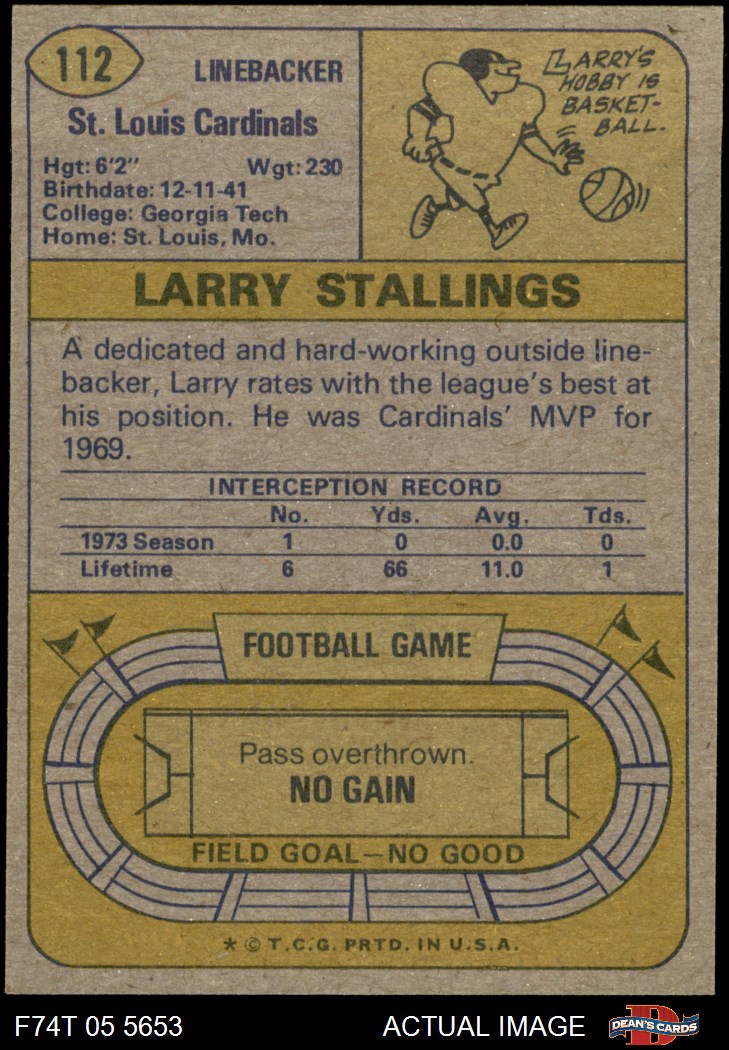 112
LINEBACKER
St. Louis Cardinals
Hgt: 6'2" Wgt: 230
Birthdate: 12-11-41
College: Georgia Tech
Home: St. Louis, Mo.
LARRY'S
HOBBY IS
BASKET-
BALL.
LARRY STALLINGS
A dedicated and hard-working outside line-
backer, Larry rates with the league's best at
his position. He was Cardinals' MVP for
1969.
INTERCEPTION RECORD
No. Yds. Avg. Tds.
1973 Season 1 0 0.0 0
Lifetime 6 66 11.0 1
FOOTBALL GAME
Pass overthrown.
NO GAIN
FIELD GOAL—NO GOOD
* © T.C.G. PRTD. IN U.S.A.
F74T 05 5653 ACTUAL IMAGE
D
DEAN'S CARDS